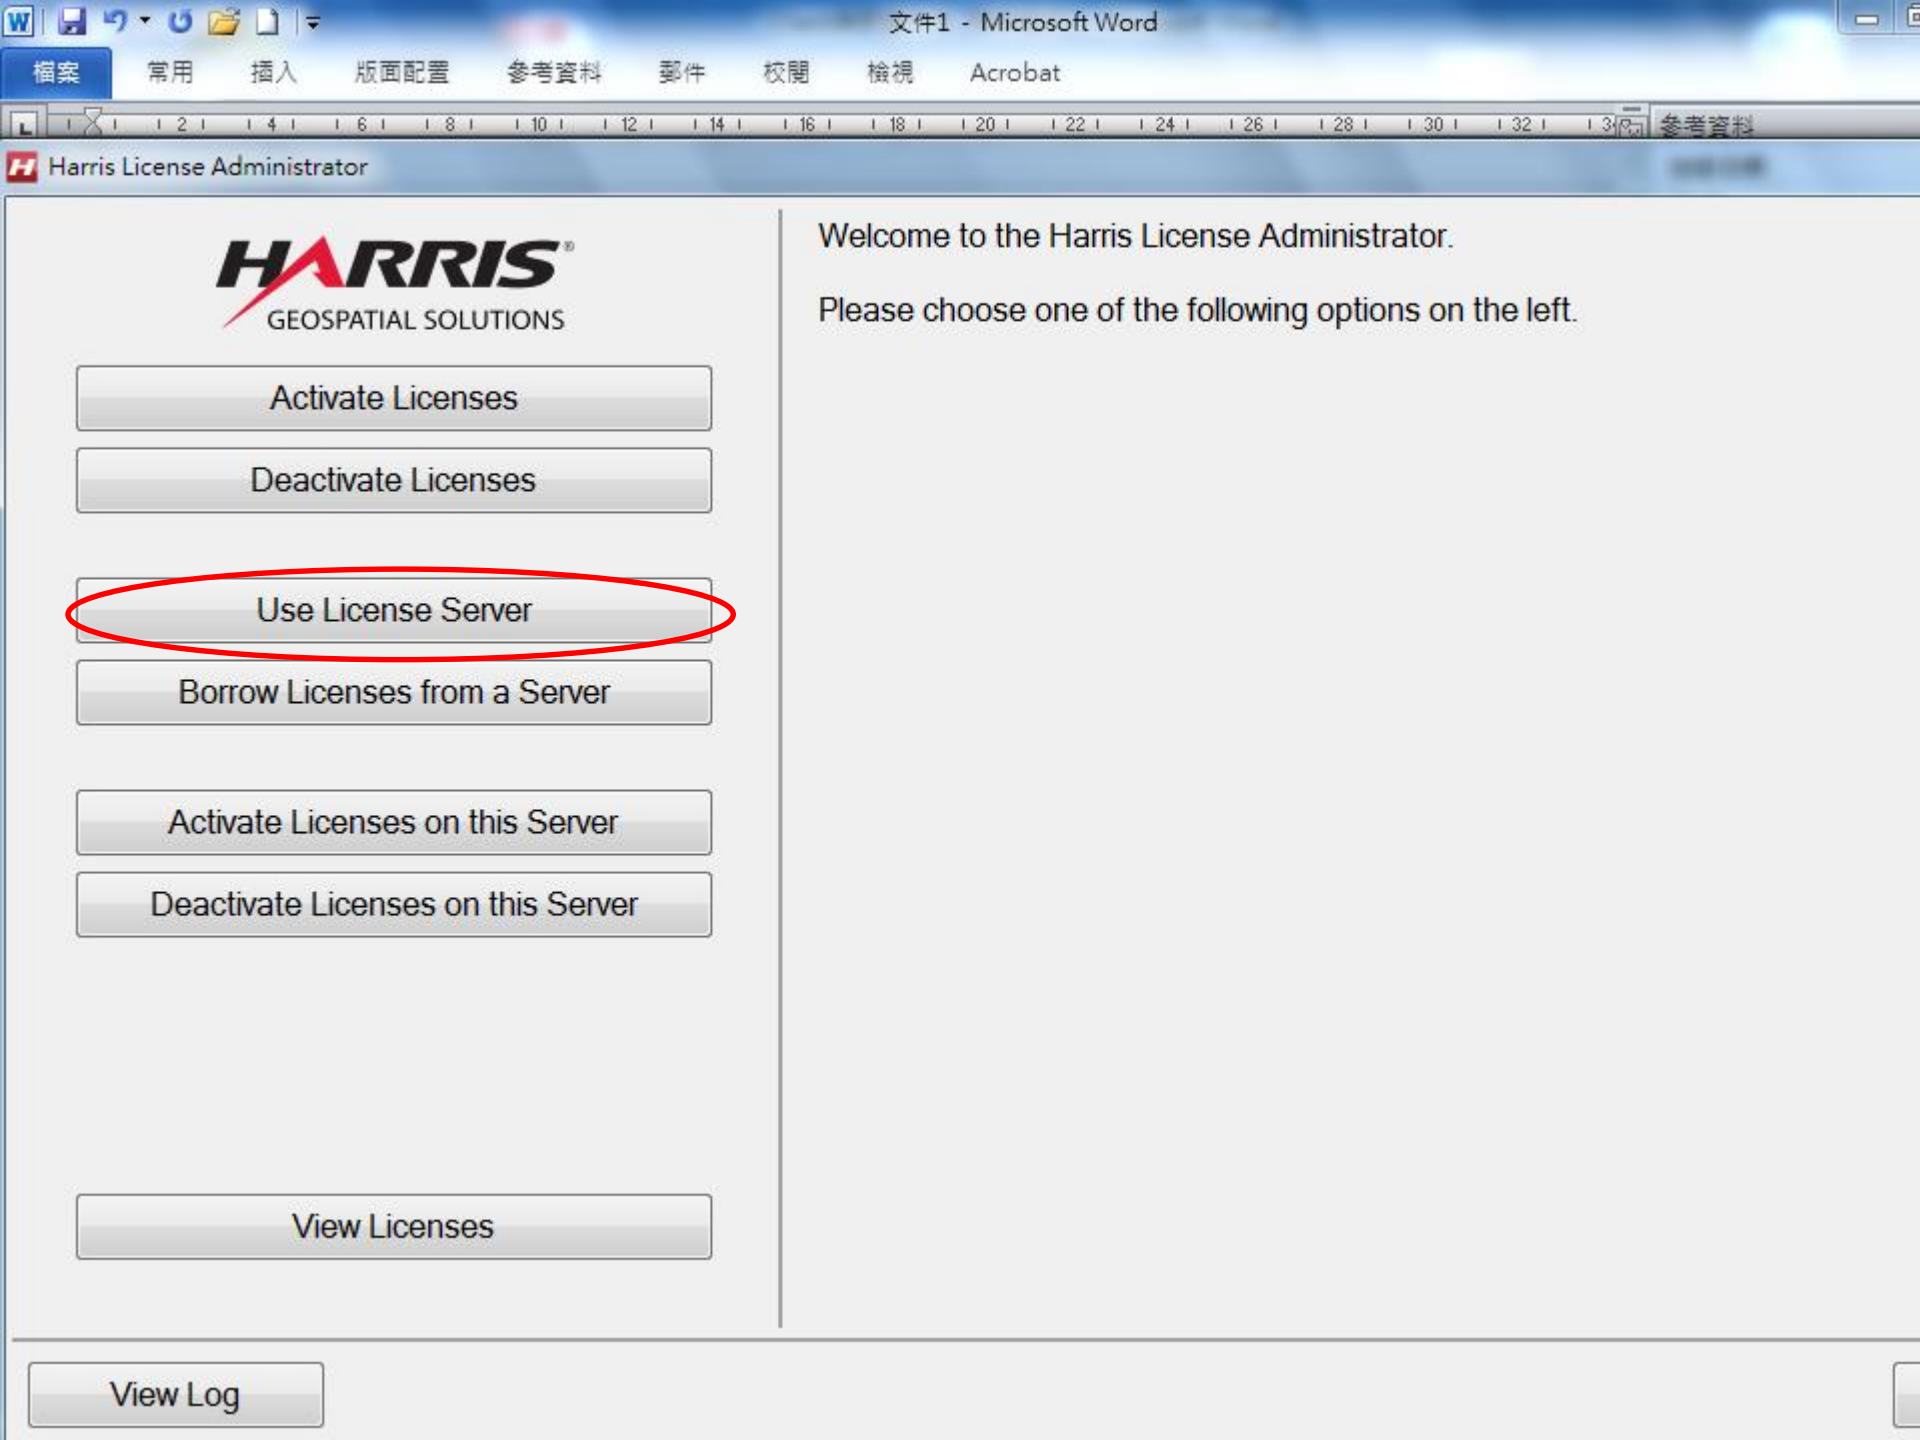 文件1 - Microsoft Word
檔案 常用 插入 版面配置 參考資料 郵件 校閱 檢視 Acrobat
2 4 6 8 10 12 14 16 18 20 22 24 26 28 30 32
參考資料
Harris License Administrator
HARRIS®
GEOSPATIAL SOLUTIONS
Activate Licenses
Deactivate Licenses
Use License Server
Borrow Licenses from a Server
Activate Licenses on this Server
Deactivate Licenses on this Server
View Licenses
View Log
Welcome to the Harris License Administrator.
Please choose one of the following options on the left.